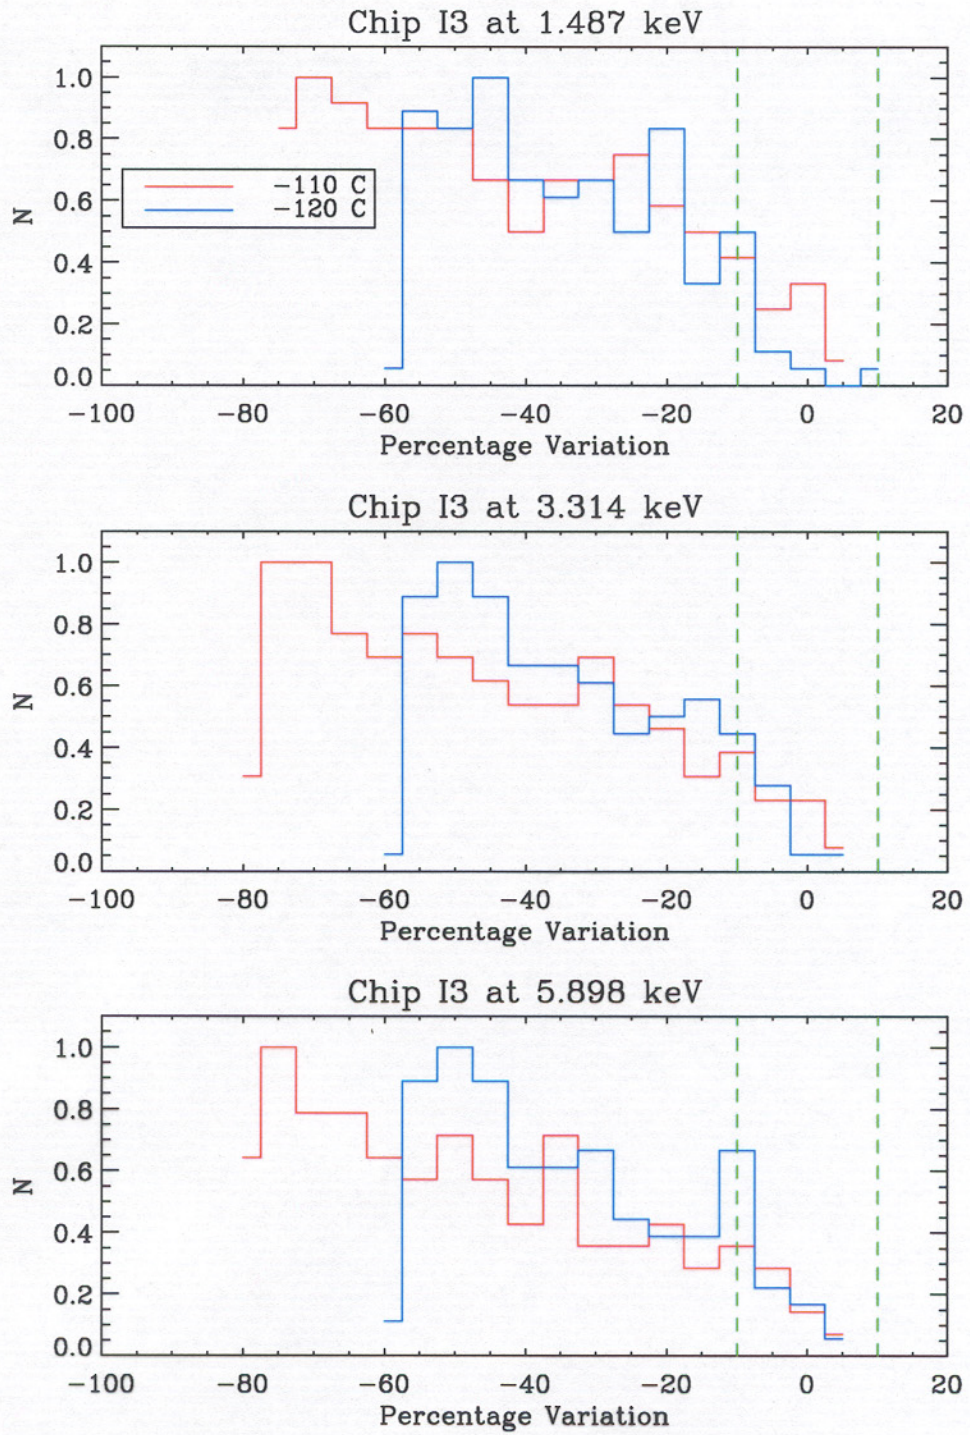 Chip I3 at 1.487 keV
1.0
0.8
−110 C
0.6
−120 C
N
0.4
0.2
0.0
−100 −80 −60 −40 −20 0 20
Percentage Variation
Chip I3 at 3.314 keV
1.0
0.8
0.6
N
0.4
0.2
0.0
−100 −80 −60 −40 −20 0 20
Percentage Variation
Chip I3 at 5.898 keV
1.0
0.8
0.6
N
0.4
0.2
0.0
−100 −80 −60 −40 −20 0 20
Percentage Variation